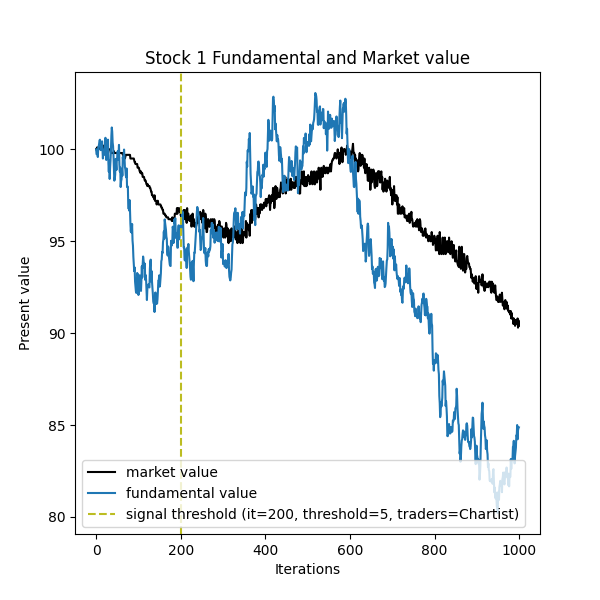 Stock 1 Fundamental and Market value
100
95
90
85
80
Present value
market value
fundamental value
signal threshold (it=200, threshold=5, traders=Chartist)
0 200 400 600 800 1000
Iterations